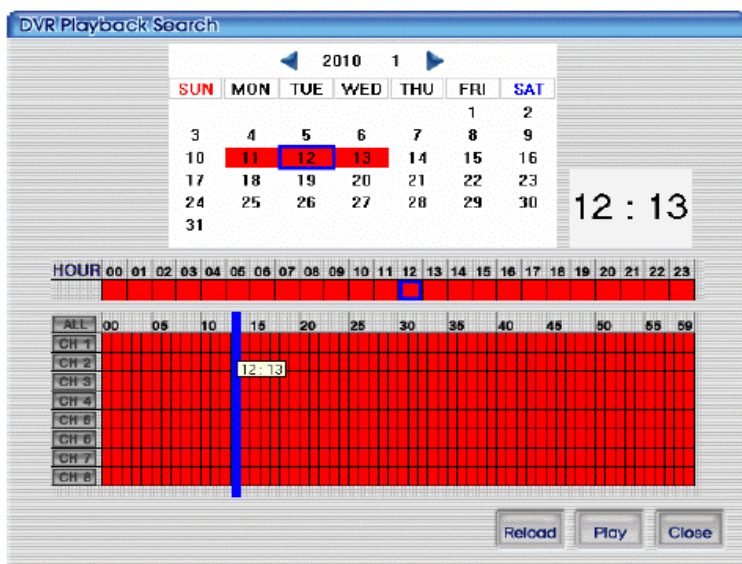 DVR Playback Search
2010 1
SUN MON TUE WED THU FRI SAT
1 2
3 4 5 6 7 8 9
10 11 12 13 14 15 16
17 18 19 20 21 22 23
24 25 26 27 28 29 30
31
12 : 13
HOUR 00 01 02 03 04 05 06 07 08 09 10 11 12 13 14 15 16 17 18 19 20 21 22 23
ALL 00 05 10 15 20 25 30 35 40 45 50 55 59
CH 1
CH 2
12: 13
CH 3
CH 4
CH 5
CH 6
CH 7
CH 8
Reload Play Close